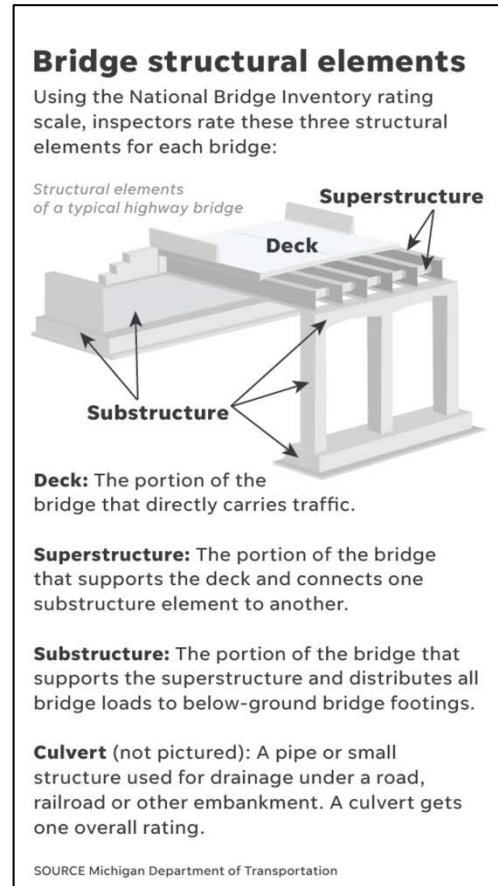 Bridge structural elements
Using the National Bridge Inventory rating
scale, inspectors rate these three structural
elements for each bridge:
Structural elements
of a typical highway bridge
Superstructure
Deck
Substructure
Deck: The portion of the
bridge that directly carries traffic.
Superstructure: The portion of the bridge
that supports the deck and connects one
substructure element to another.
Substructure: The portion of the bridge that
supports the superstructure and distributes all
bridge loads to below-ground bridge footings.
Culvert (not pictured): A pipe or small
structure used for drainage under a road,
railroad or other embankment. A culvert gets
one overall rating.
SOURCE Michigan Department of Transportation